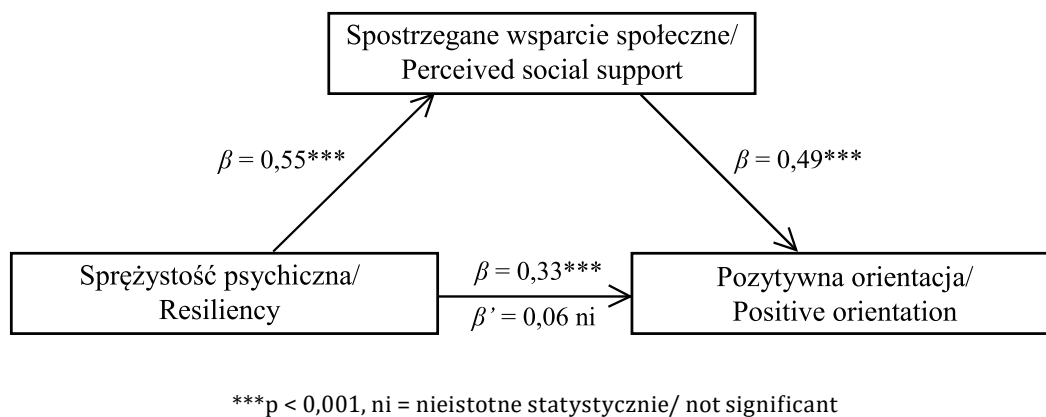 Spostrzegane wsparcie społeczne/
Perceived social support
β = 0,55***
β = 0,49***
Sprężystość psychiczna/
Resiliency
β = 0,33***
β’ = 0,06 ni
Pozytywna orientacja/
Positive orientation
***p < 0,001, ni = nieistotne statystycznie/ not significant